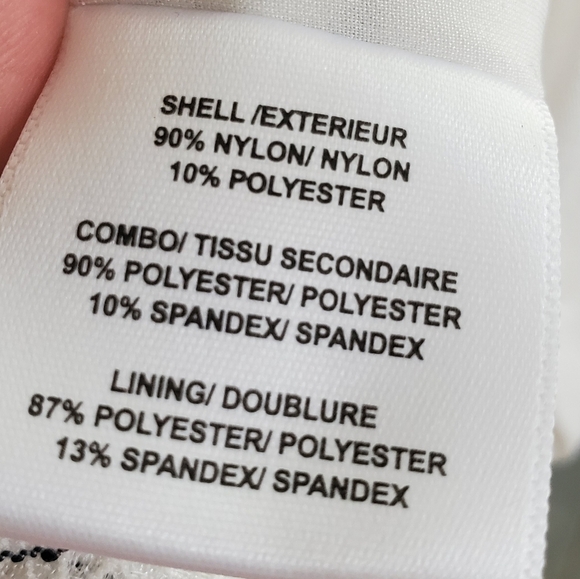 SHELL /EXTERIEUR
90% NYLON/ NYLON
10% POLYESTER
COMBO/ TISSU SECONDAIRE
90% POLYESTER/ POLYESTER
10% SPANDEX/ SPANDEX
LINING/ DOUBLURE
87% POLYESTER/ POLYESTER
13% SPANDEX/ SPANDEX